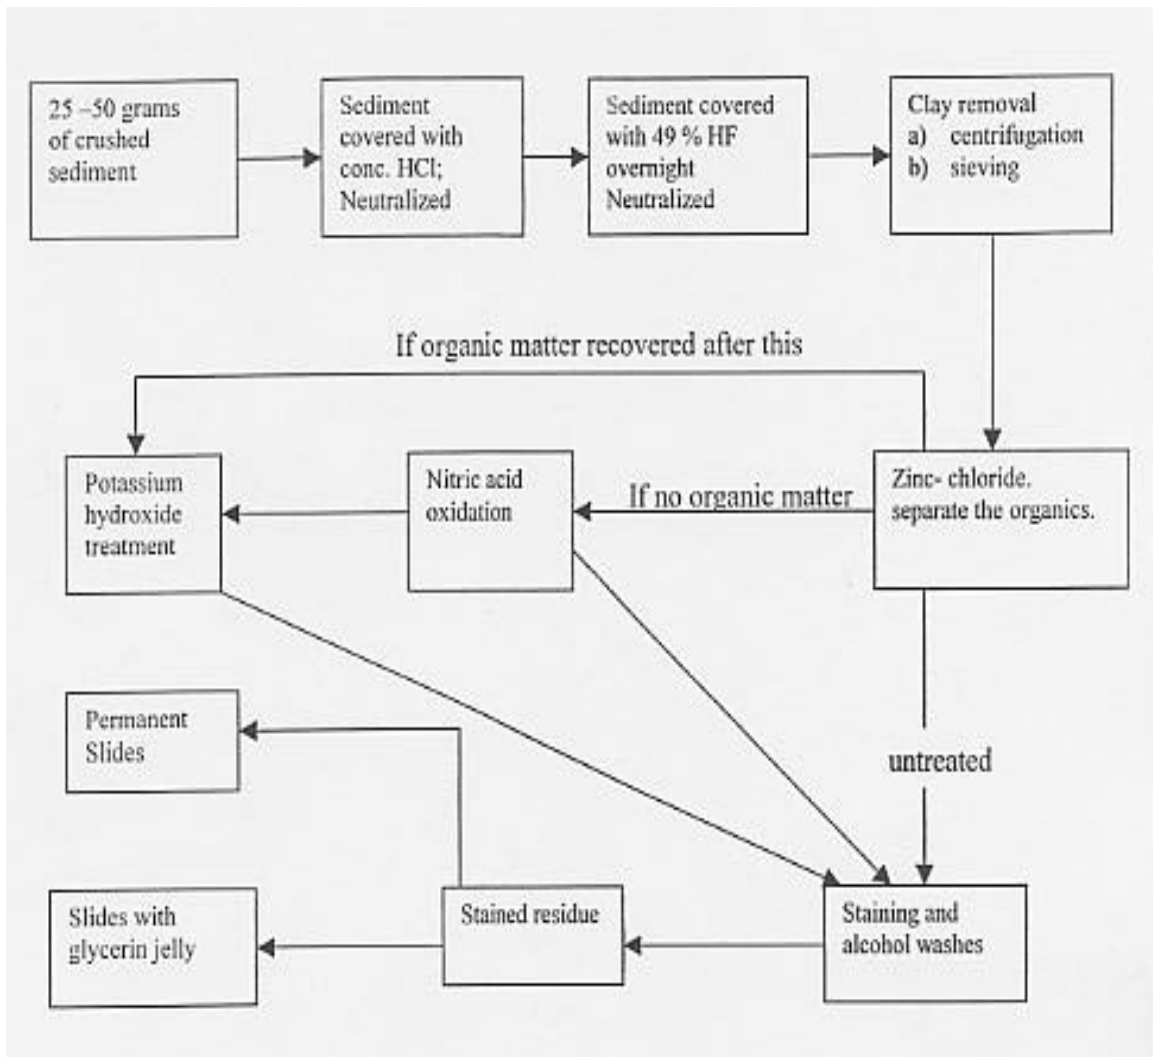 25 –50 grams
of crushed
sediment
Sediment
covered with
conc. HCl;
Neutralized
Sediment covered
with 49 % HF
overnight
Neutralized
Clay removal
a) centrifugation
b) sieving
If organic matter recovered after this
Potassium
hydroxide
treatment
Nitric acid
oxidation
If no organic matter
Zinc- chloride.
separate the organics.
Permanent
Slides
untreated
Slides with
glycerin jelly
Stained residue
Staining and
alcohol washes